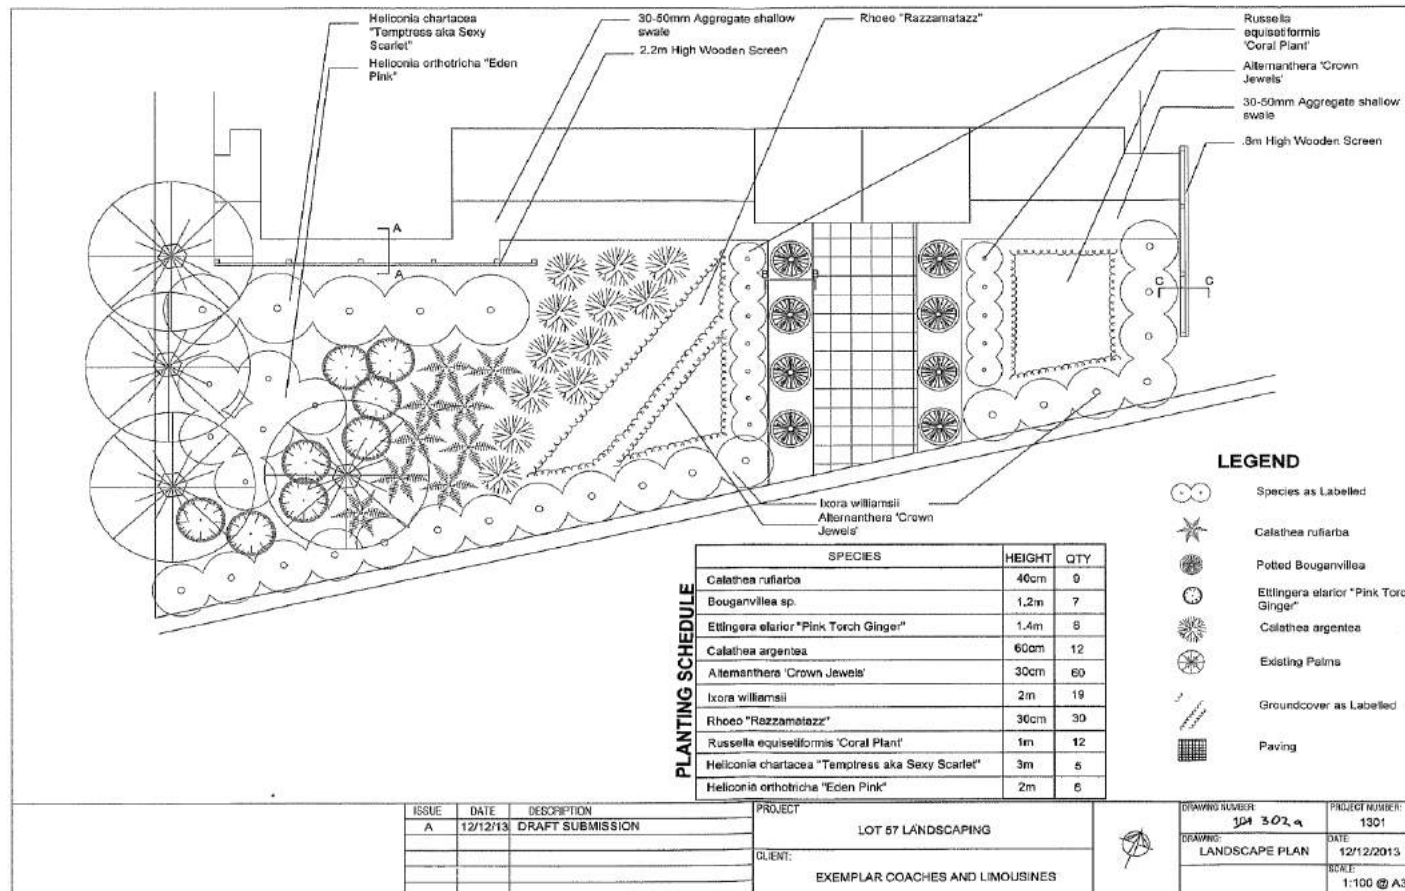 Heliconia chartacea
"Temptress aka Sexy
Scarlet"
Heliconia orthotricha "Eden
Pink"
30-50mm Aggregate shallow
swale
2.2m High Wooden Screen
Rhoeo "Razzamatazz"
Russella
equisetiformis
'Coral Plant'
Alternanthera 'Crown
Jewels'
30-50mm Aggregate shallow
swale
.8m High Wooden Screen
A
A
B
B
C
C
Ixora williamsii
Alternanthera 'Crown
Jewels'
LEGEND
Species as Labelled
Calathea rufiarba
Potted Bouganvillea
Ettlingera elarior "Pink Torc
Ginger"
Calathea argentea
Existing Palms
Groundcover as Labelled
Paving
PLANTING SCHEDULE
SPECIES HEIGHT QTY
Calathea rufiarba 40cm 9
Bouganvillea sp. 1.2m 7
Ettingera elarior "Pink Torch Ginger" 1.4m 8
Calathea argentea 60cm 12
Alternanthera 'Crown Jewels' 30cm 60
Ixora williamsii 2m 19
Rhoeo "Razzamatazz" 30cm 30
Russella equisetiformis 'Coral Plant' 1m 12
Heliconia chartacea "Temptress aka Sexy Scarlet" 3m 5
Heliconia orthotricha "Eden Pink" 2m 6
ISSUE DATE DESCRIPTION
A 12/12/13 DRAFT SUBMISSION
PROJECT
LOT 57 LANDSCAPING
CLIENT:
EXEMPLAR COACHES AND LIMOUSINES
DRAWING NUMBER:
302a
PROJECT NUMBER:
1301
DRAWING:
LANDSCAPE PLAN
DATE:
12/12/2013
SCALE:
1:100 @ A3